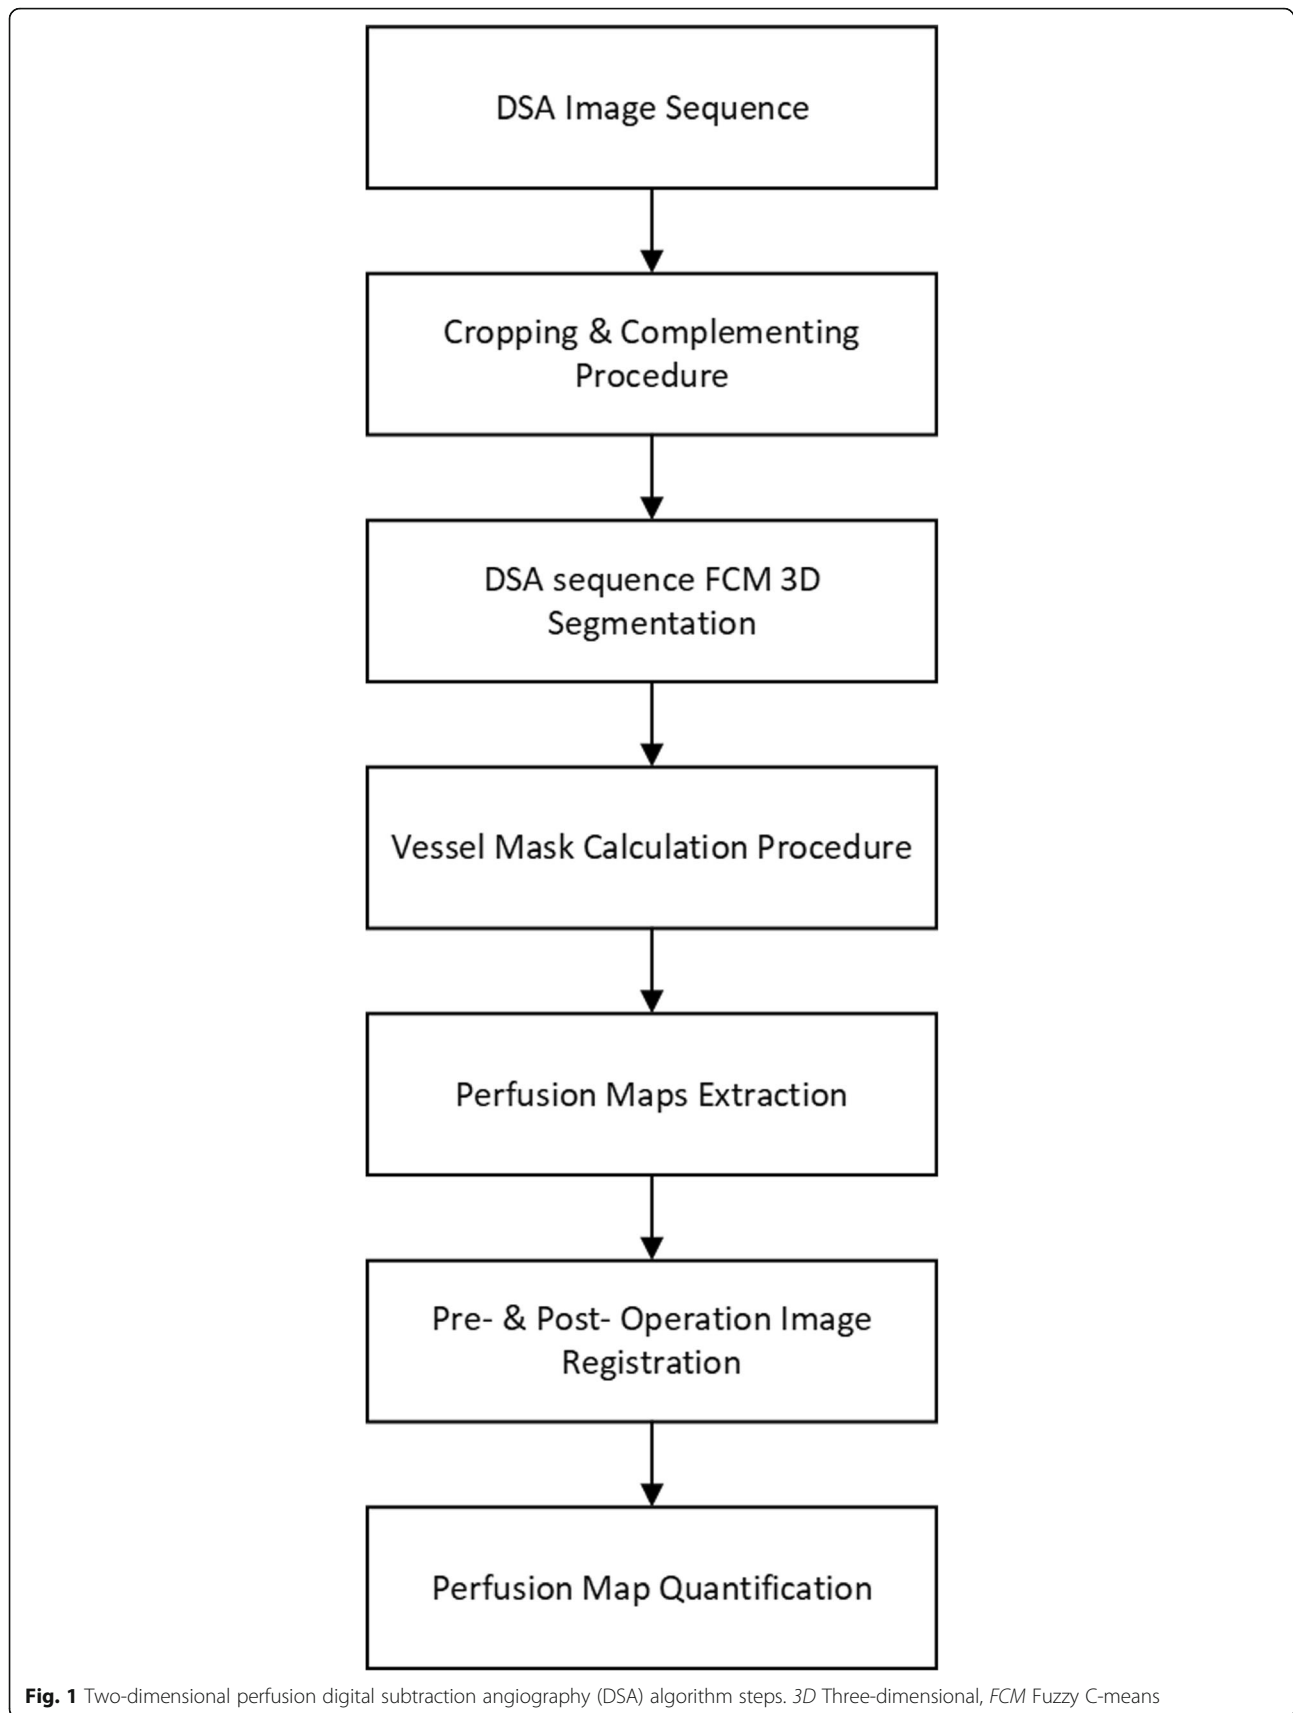 DSA Image Sequence
Cropping & Complementing
Procedure
DSA sequence FCM 3D
Segmentation
Vessel Mask Calculation Procedure
Perfusion Maps Extraction
Pre- & Post- Operation Image
Registration
Perfusion Map Quantification
Fig. 1 Two-dimensional perfusion digital subtraction angiography (DSA) algorithm steps. 3D Three-dimensional, FCM Fuzzy C-means